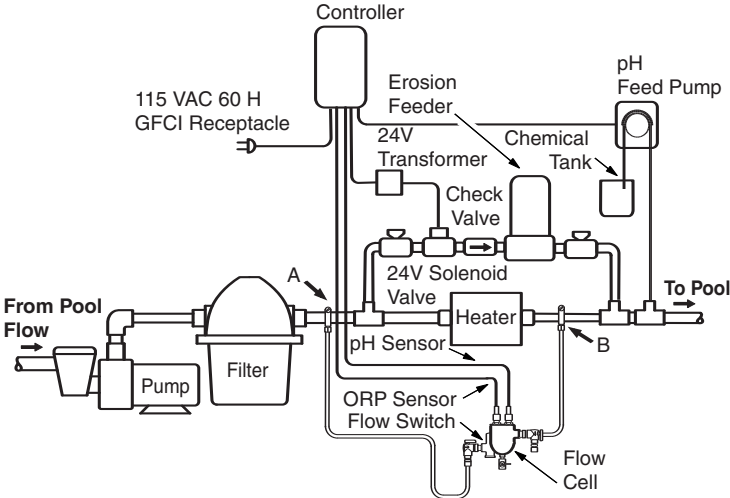 Controller
115 VAC 60 H
GFCI Receptacle
Erosion
Feeder
pH
Feed Pump
24V
Transformer
Chemical
Tank
Check
Valve
A
24V Solenoid
Valve
From Pool
Flow
To Pool
Heater
B
pH Sensor
Filter
Pump
ORP Sensor
Flow Switch
Flow
Cell